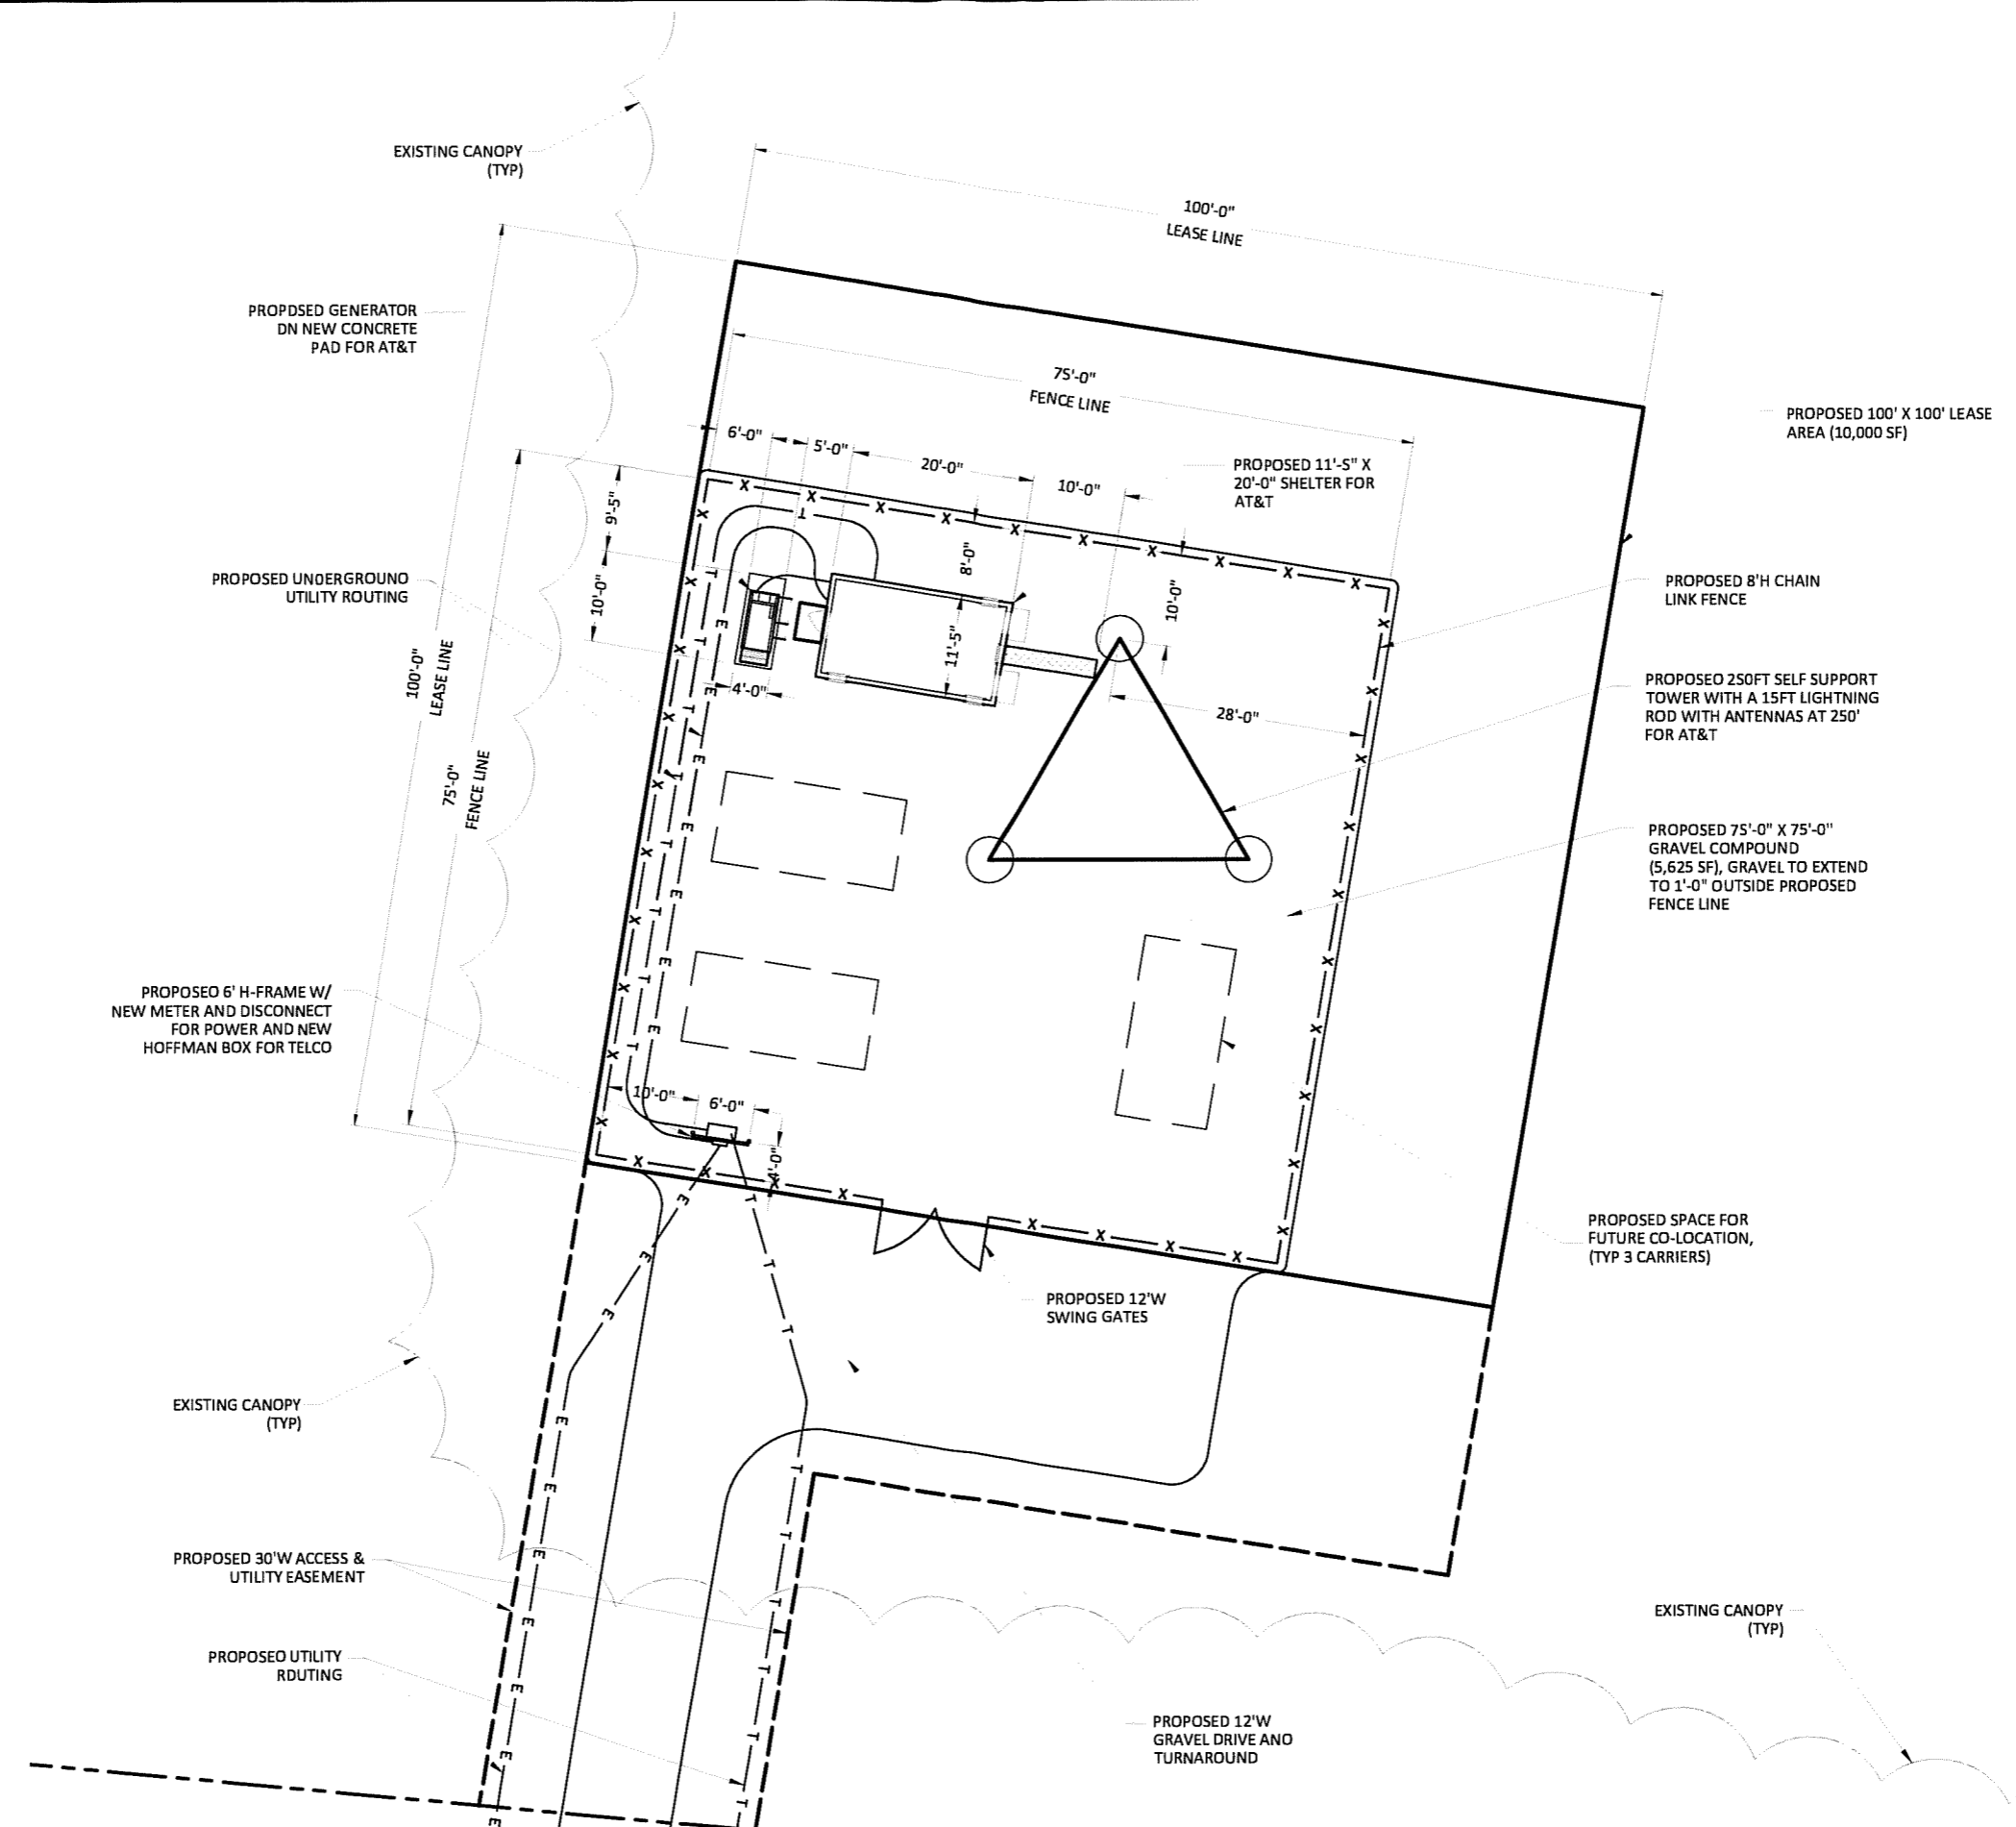 EXISTING CANOPY
(TYP)
100'-0"
LEASE LINE
PROPDSED GENERATOR
DN NEW CONCRETE
PAD FOR AT&T
75'-0"
FENCE LINE
PROPOSED 100' X 100' LEASE
AREA (10,000 SF)
6'-0"
5'-0"
20'-0"
10'-0"
PROPOSED 11'-5" X
20'-0" SHELTER FOR
AT&T
9'-5"
8'-0"
10'-0"
10'-0"
11'-5"
4'-0"
28'-0"
PROPOSED UNDERGROUNO
UTILITY ROUTING
PROPOSED 8'H CHAIN
LINK FENCE
100'-0"
LEASE LINE
75'-0"
FENCE LINE
PROPOSEO 250FT SELF SUPPORT
TOWER WITH A 15FT LIGHTNING
ROD WITH ANTENNAS AT 250'
FOR AT&T
PROPOSED 75'-0" X 75'-0"
GRAVEL COMPOUND
(5,625 SF), GRAVEL TO EXTEND
TO 1'-0" OUTSIDE PROPOSED
FENCE LINE
PROPOSEO 6' H-FRAME W/
NEW METER AND DISCONNECT
FOR POWER AND NEW
HOFFMAN BOX FOR TELCO
10'-0"
6'-0"
4'-0"
PROPOSED SPACE FOR
FUTURE CO-LOCATION,
(TYP 3 CARRIERS)
PROPOSED 12'W
SWING GATES
EXISTING CANOPY
(TYP)
PROPOSED 30'W ACCESS &
UTILITY EASEMENT
EXISTING CANOPY
(TYP)
PROPOSEO UTILITY
RDUTING
PROPOSED 12'W
GRAVEL DRIVE ANO
TURNAROUND